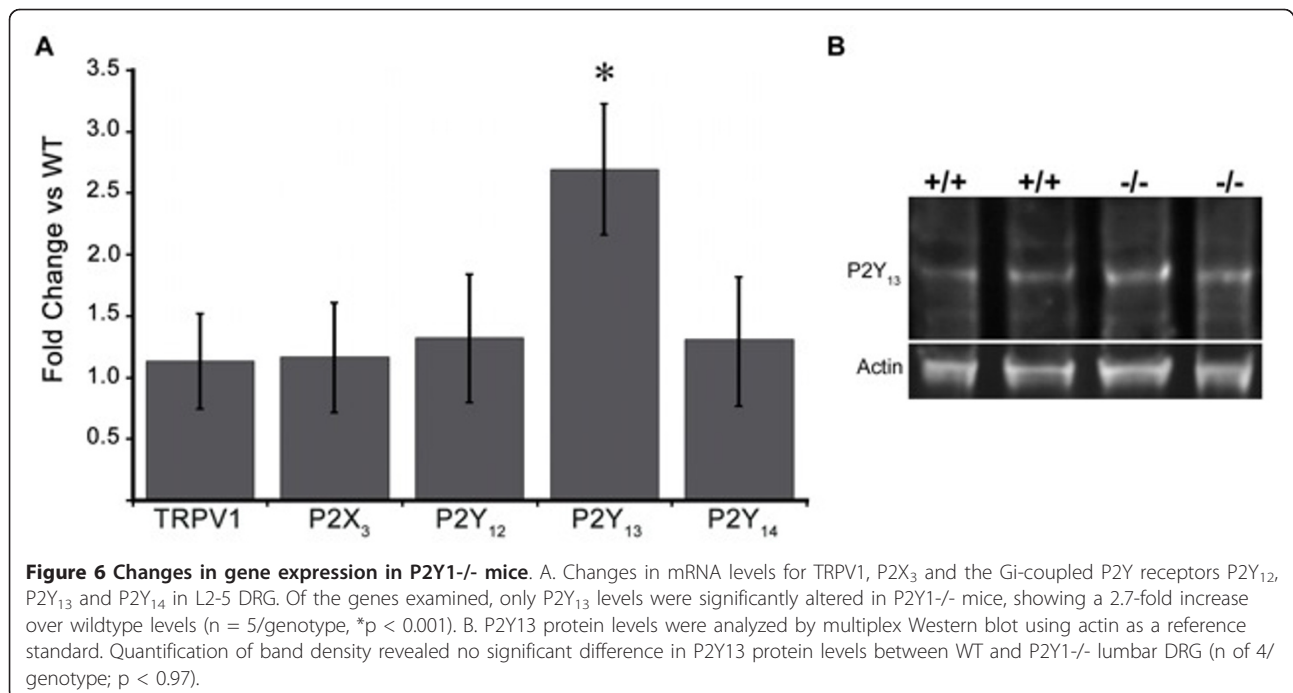 A
B
3.5
3.0
2.5
2.0
1.5
1.0
0.5
Fold Change vs WT
*
TRPV1 P2X₃ P2Y₁₂ P2Y₁₃ P2Y₁₄
+/+ +/+ -/- -/-
P2Y₁₃
Actin
Figure 6 Changes in gene expression in P2Y1-/- mice. A. Changes in mRNA levels for TRPV1, P2X₃ and the Gi-coupled P2Y receptors P2Y₁₂,
P2Y₁₃ and P2Y₁₄ in L2-5 DRG. Of the genes examined, only P2Y₁₃ levels were significantly altered in P2Y1-/- mice, showing a 2.7-fold increase
over wildtype levels (n = 5/genotype, *p < 0.001). B. P2Y13 protein levels were analyzed by multiplex Western blot using actin as a reference
standard. Quantification of band density revealed no significant difference in P2Y13 protein levels between WT and P2Y1-/- lumbar DRG (n of 4/
genotype; p < 0.97).